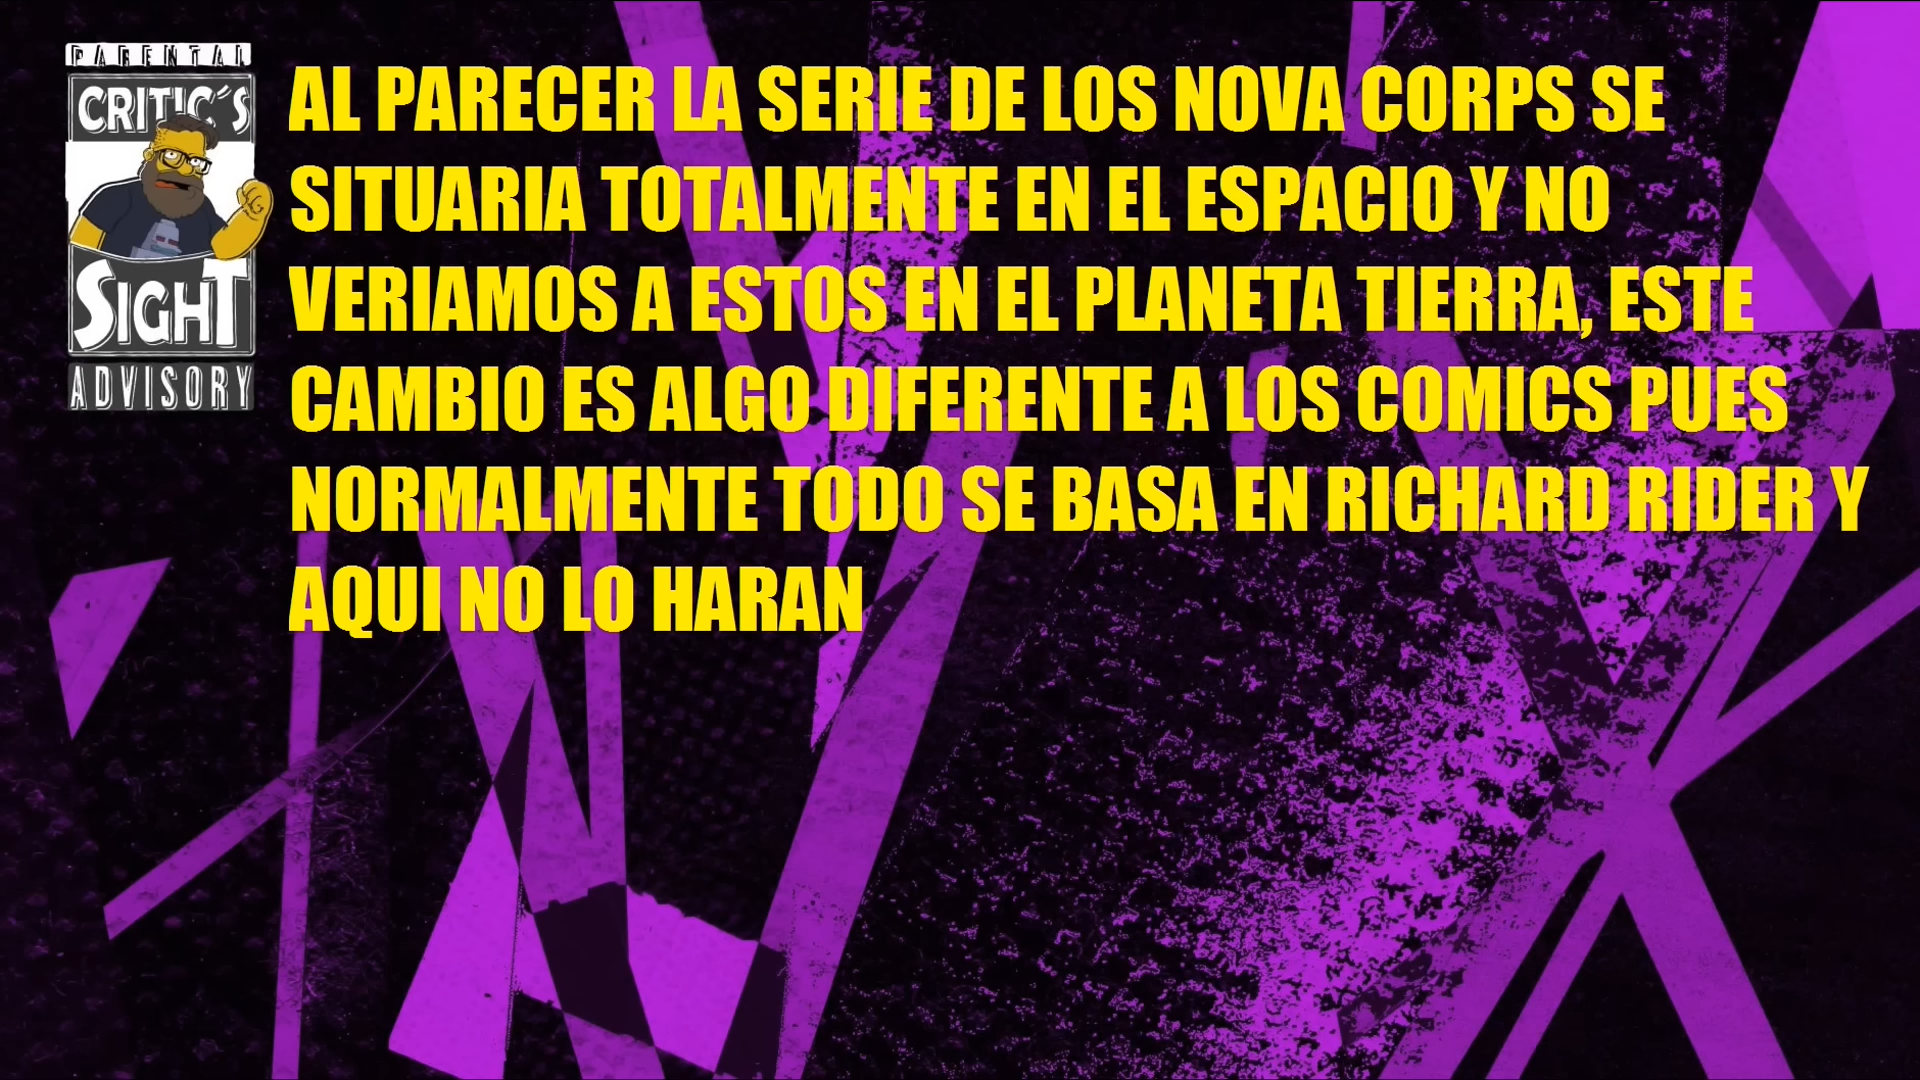 PARENTAL
CRITIC´S
SIGHT
ADVISORY
AL PARECER LA SERIE DE LOS NOVA CORPS SE
SITUARIA TOTALMENTE EN EL ESPACIO Y NO
VERIAMOS A ESTOS EN EL PLANETA TIERRA, ESTE
CAMBIO ES ALGO DIFERENTE A LOS COMICS PUES
NORMALMENTE TODO SE BASA EN RICHARD RIDER Y
AQUI NO LO HARAN